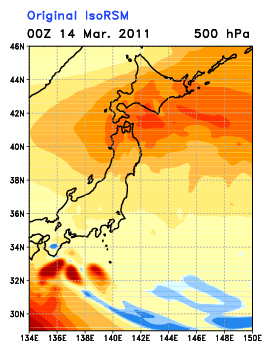 Original IsoRSM
00Z 14 Mar. 2011 500 hPa
46N
44N
42N
40N
38N
36N
34N
32N
30N
134E 136E 138E 140E 142E 144E 146E 148E 150E